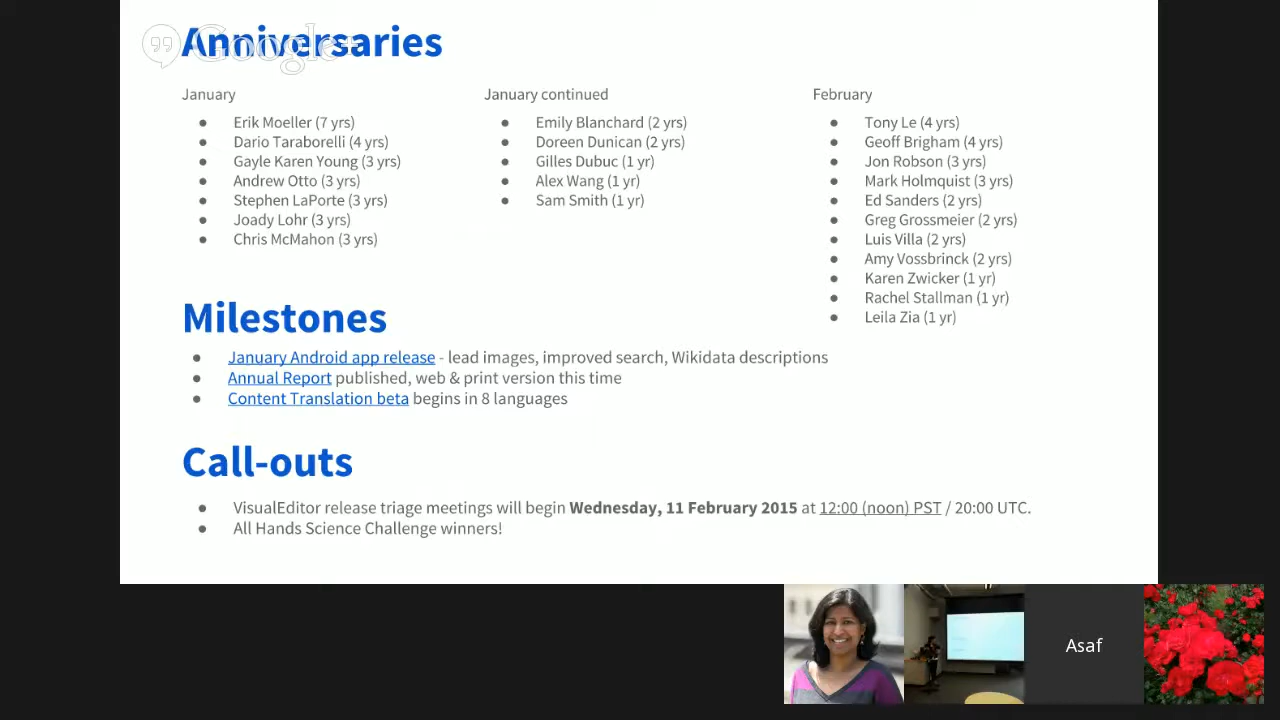 Anniversaries
Google+
January
Erik Moeller (7 yrs)
Dario Taraborelli (4 yrs)
Gayle Karen Young (3 yrs)
Andrew Otto (3 yrs)
Stephen LaPorte (3 yrs)
Joady Lohr (3 yrs)
Chris McMahon (3 yrs)
January continued
Emily Blanchard (2 yrs)
Doreen Dunican (2 yrs)
Gilles Dubuc (1 yr)
Alex Wang (1 yr)
Sam Smith (1 yr)
February
Tony Le (4 yrs)
Geoff Brigham (4 yrs)
Jon Robson (3 yrs)
Mark Holmquist (3 yrs)
Ed Sanders (2 yrs)
Greg Grossmeier (2 yrs)
Luis Villa (2 yrs)
Amy Vossbrinck (2 yrs)
Karen Zwicker (1 yr)
Rachel Stallman (1 yr)
Leila Zia (1 yr)
Milestones
January Android app release - lead images, improved search, Wikidata descriptions
Annual Report published, web & print version this time
Content Translation beta begins in 8 languages
Call-outs
VisualEditor release triage meetings will begin Wednesday, 11 February 2015 at 12:00 (noon) PST / 20:00 UTC.
All Hands Science Challenge winners!
Asaf